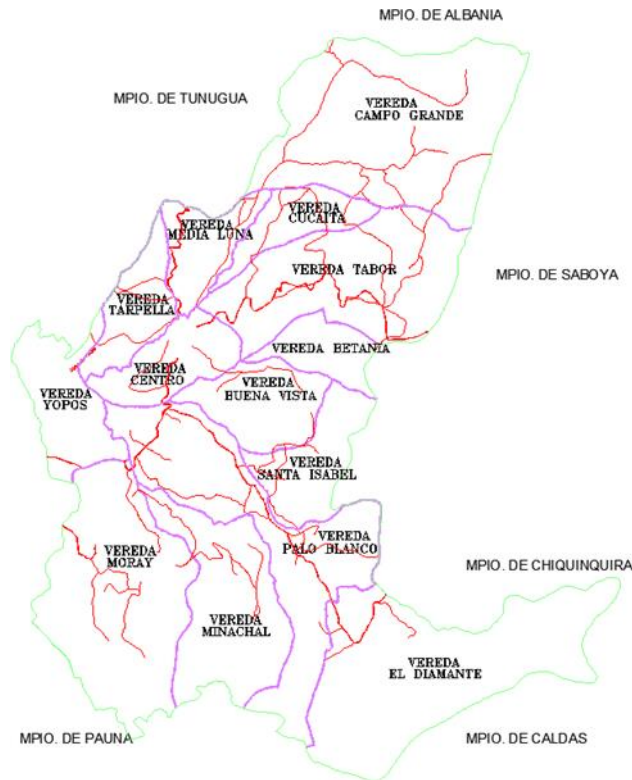 MPIO. DE ALBANIA
MPIO. DE TUNUGUA
VEREDA
CAMPO GRANDE
VEREDA
CUCAITA
VEREDA
MEDIA LUNA
VEREDA TABOR
MPIO. DE SABOYA
VEREDA
TARPELLA
VEREDA BETANIA
VEREDA
CENTRO
VEREDA
BUENA VISTA
VEREDA
YOPOS
VEREDA
SANTA ISABEL
VEREDA
PALO BLANCO
VEREDA
MORAY
MPIO. DE CHIQUINQUIRA
VEREDA
MINACHAL
VEREDA
EL DIAMANTE
MPIO. DE PAUNA
MPIO. DE CALDAS